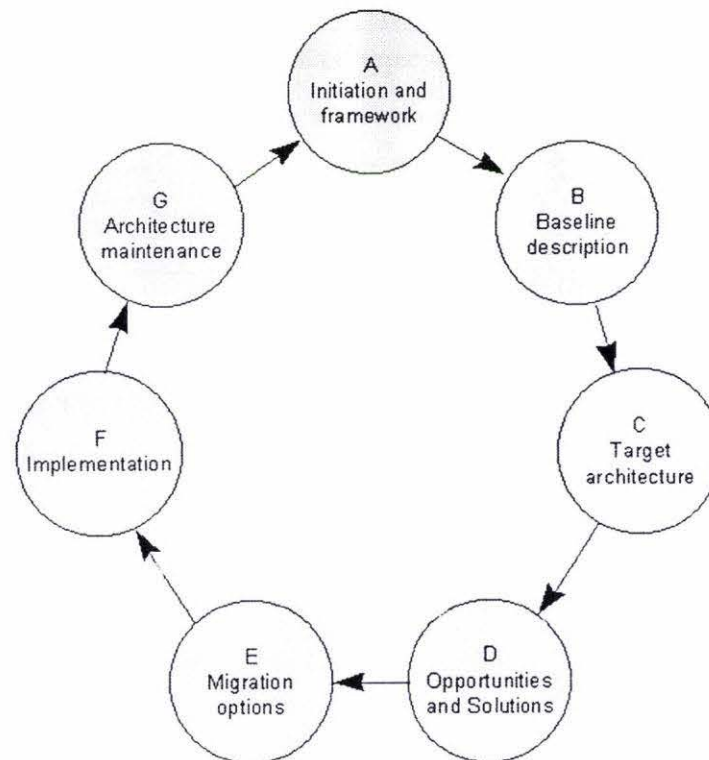 A
Initiation and
framework
B
Baseline
description
C
Target
architecture
D
Opportunities
and Solutions
E
Migration
options
F
Implementation
G
Architecture
maintenance